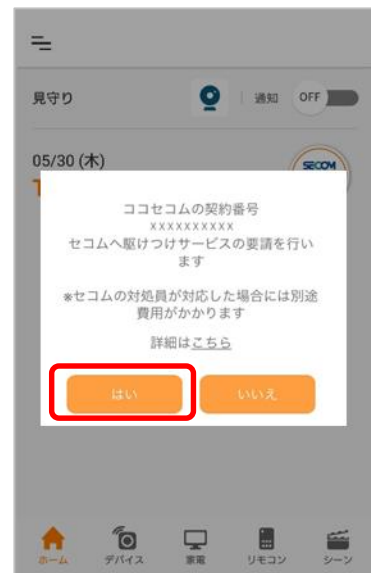 見守り 通知 OFF
05/30 (木)
SECOM
ココセコムの契約番号
xxxxxxxxxx
セコムへ駆けつけサービスの要請を行い
ます
※セコムの対処員が対応した場合には別途
費用がかかります
詳細はこちら
はい いいえ
ホーム デバイス 家電 リモコン シーン